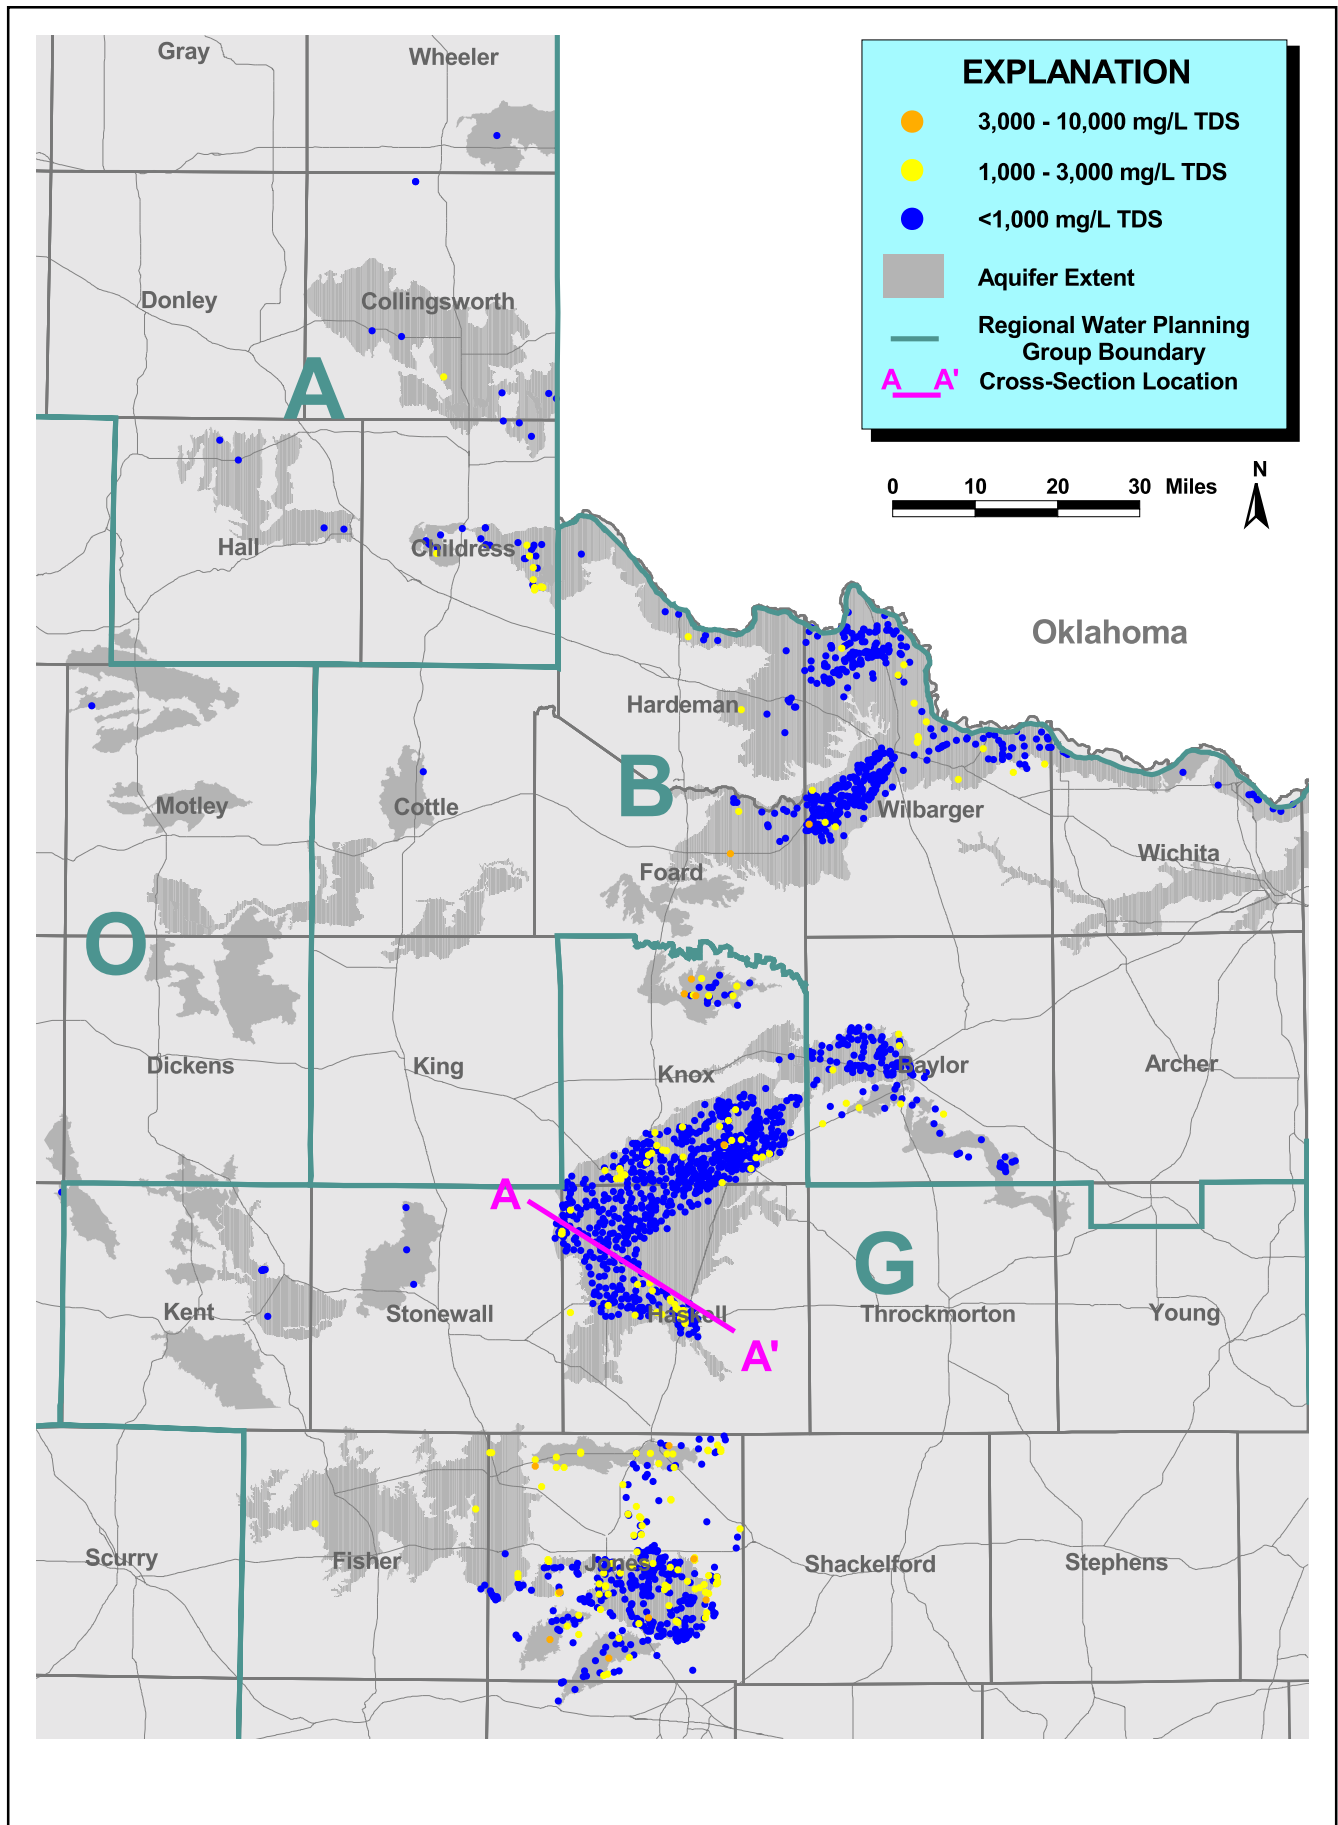 Gray
Wheeler
EXPLANATION
3,000 - 10,000 mg/L TDS
1,000 - 3,000 mg/L TDS
<1,000 mg/L TDS
Aquifer Extent
Regional Water Planning
Group Boundary
A A' Cross-Section Location
Donley
Collingsworth
A
0 10 20 30 Miles
N
Hall
Childress
Oklahoma
Hardeman
B
Motley
Cottle
Wilbarger
Wichita
Foard
O
Dickens
King
Knox
Baylor
Archer
A
G
Kent
Stonewall
Haskell
Throckmorton
Young
A'
Scurry
Fisher
Jones
Shackelford
Stephens